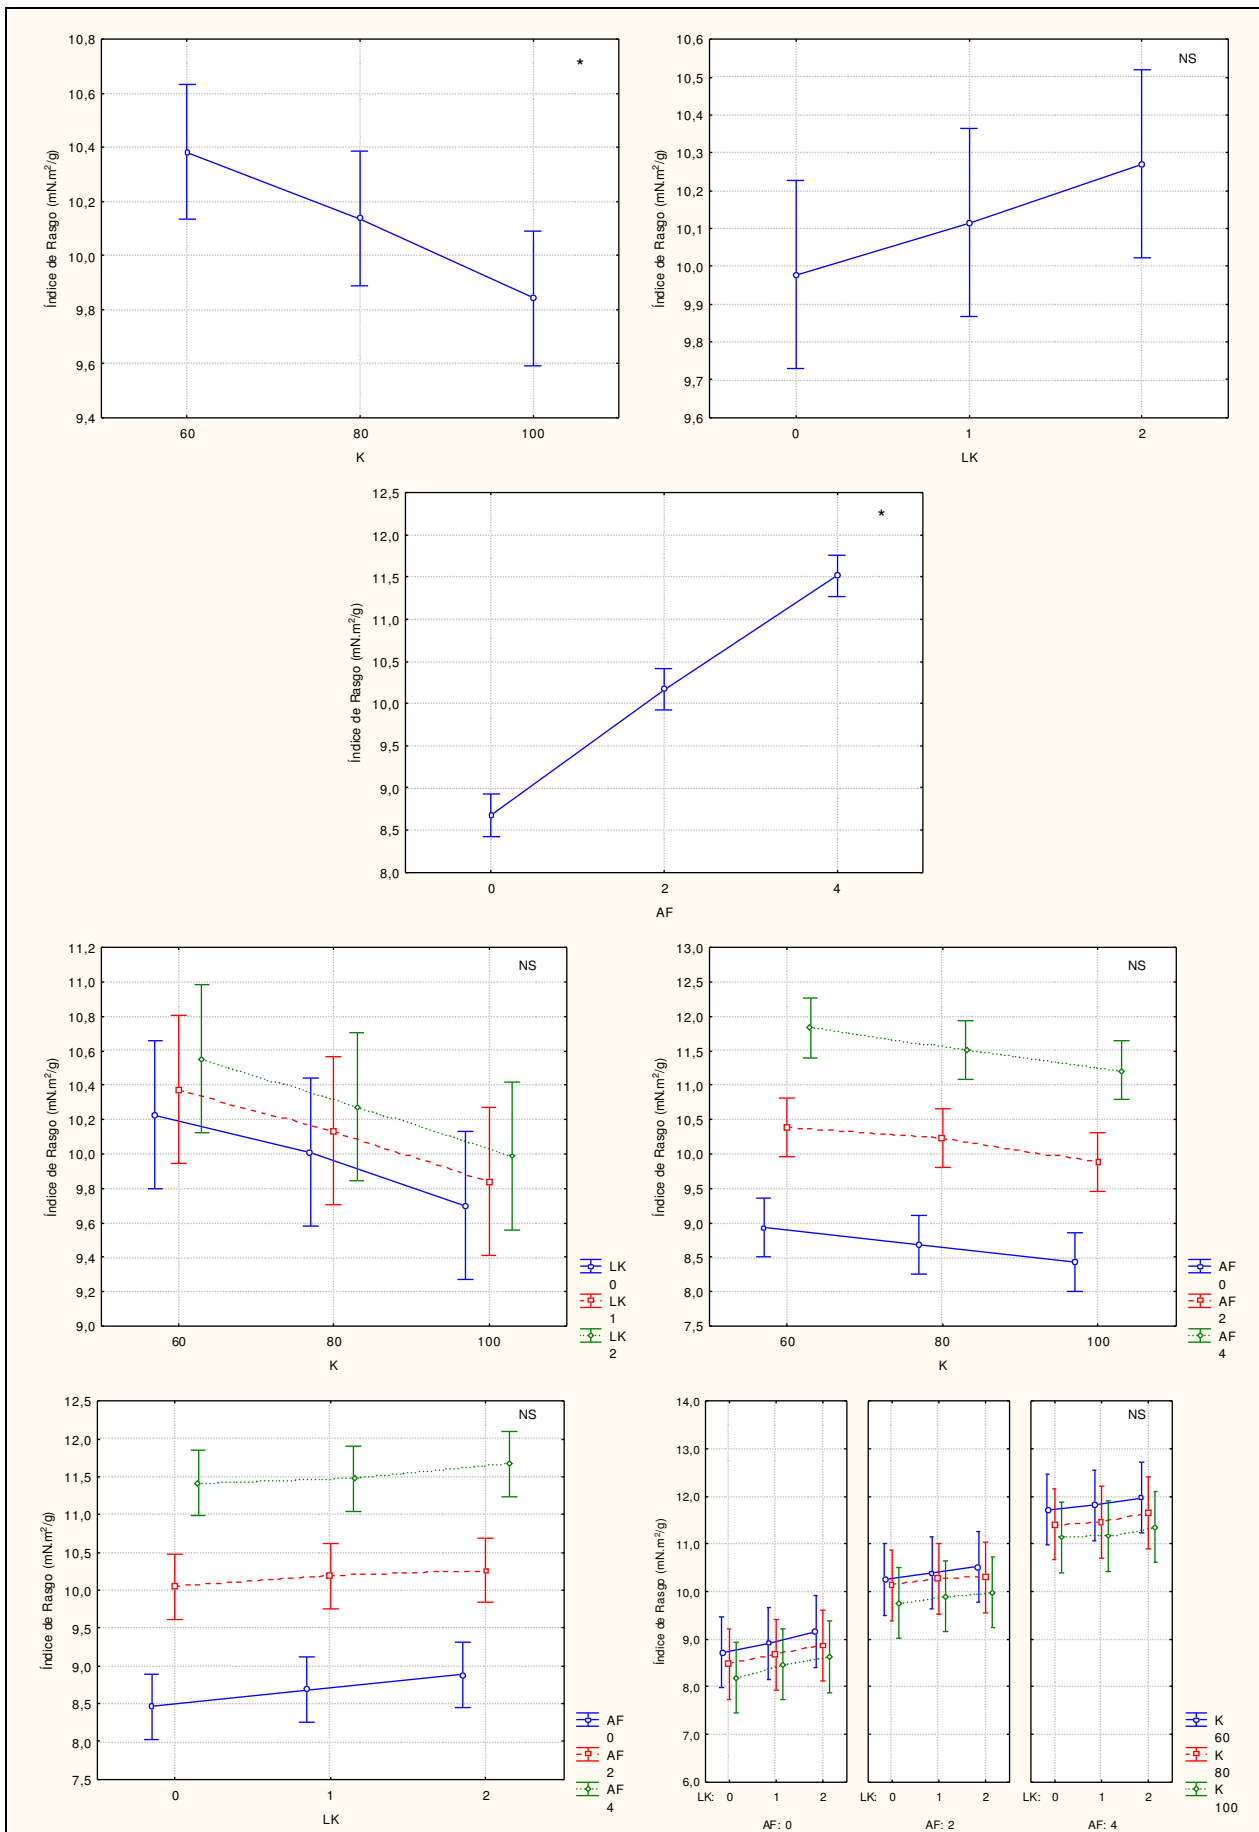 10,8
10,6
10,4
10,2
10,0
9,8
9,6
9,4
Índice de Rasgo (mN.m²/g)
*
60 80 100
K
10,6
10,5
10,4
10,3
10,2
10,1
10,0
9,9
9,8
9,7
9,6
Índice de Rasgo (mN.m²/g)
NS
0 1 2
LK
12,5
12,0
11,5
11,0
10,5
10,0
9,5
9,0
8,5
8,0
Índice de Rasgo (mN.m²/g)
*
0 2 4
AF
11,2
11,0
10,8
10,6
10,4
10,2
10,0
9,8
9,6
9,4
9,2
9,0
Índice de Rasgo (mN.m²/g)
NS
60 80 100
K
LK
0
LK
1
LK
2
13,0
12,5
12,0
11,5
11,0
10,5
10,0
9,5
9,0
8,5
8,0
7,5
Índice de Rasgo (mN.m²/g)
NS
60 80 100
K
AF
0
AF
2
AF
4
12,5
12,0
11,5
11,0
10,5
10,0
9,5
9,0
8,5
8,0
7,5
Índice de Rasgo (mN.m²/g)
NS
0 1 2
LK
AF
0
AF
2
AF
4
14,0
13,0
12,0
11,0
10,0
9,0
8,0
7,0
6,0
Índice de Rasgo (mN.m²/g)
NS
LK: 0 1 2
AF: 0
LK: 0 1 2
AF: 2
LK: 0 1 2
AF: 4
K
60
K
80
K
100